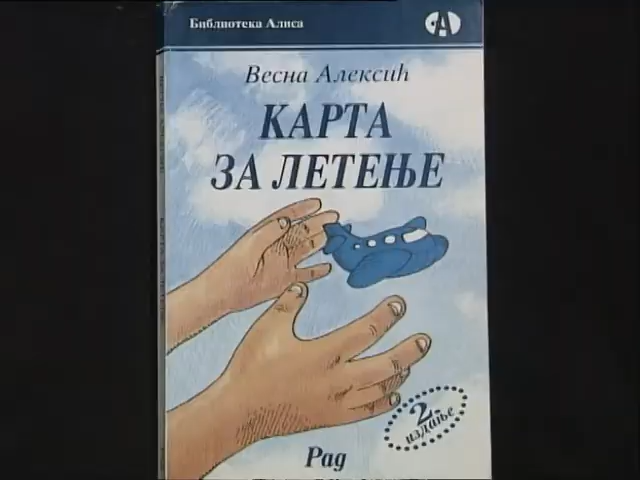 Библиотека Алиса
А
Весна Алексић
КАРТА
ЗА ЛЕТЕЊЕ
2.
издање
Рад